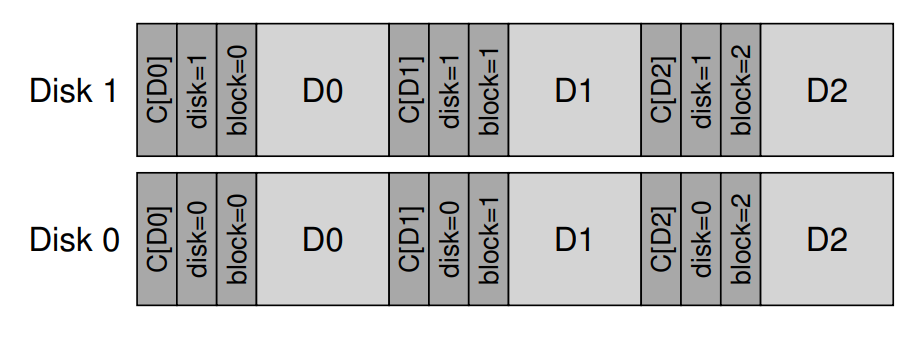 Disk 1 C[D0] disk=1 block=0 D0 C[D1] disk=1 block=1 D1 C[D2] disk=1 block=2 D2
Disk 0 C[D0] disk=0 block=0 D0 C[D1] disk=0 block=1 D1 C[D2] disk=0 block=2 D2